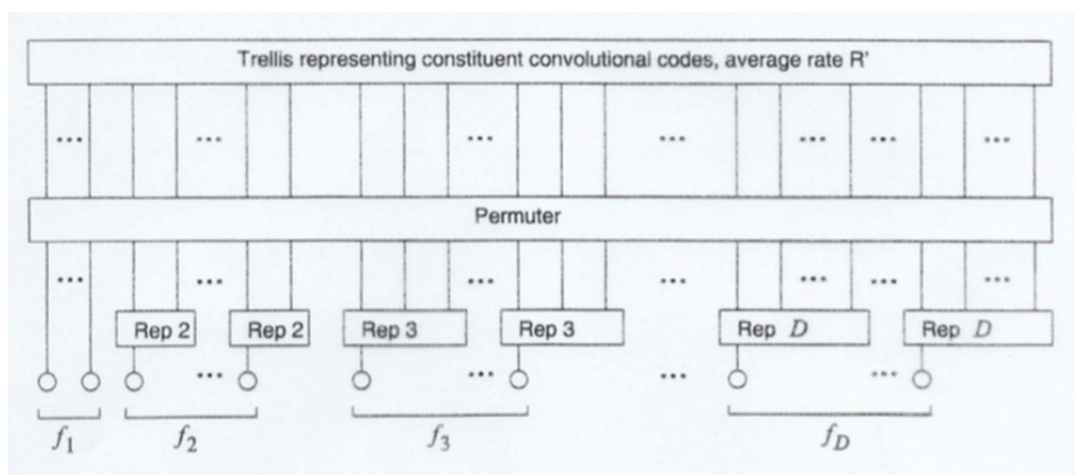 Trellis representing constituent convolutional codes, average rate R'
... ... ... ... ... ... ...
Permuter
... ... ... ... ... ...
Rep 2 Rep 2 Rep 3 Rep 3 Rep D Rep D
... ... ... ...
f1 f2 f3 fD